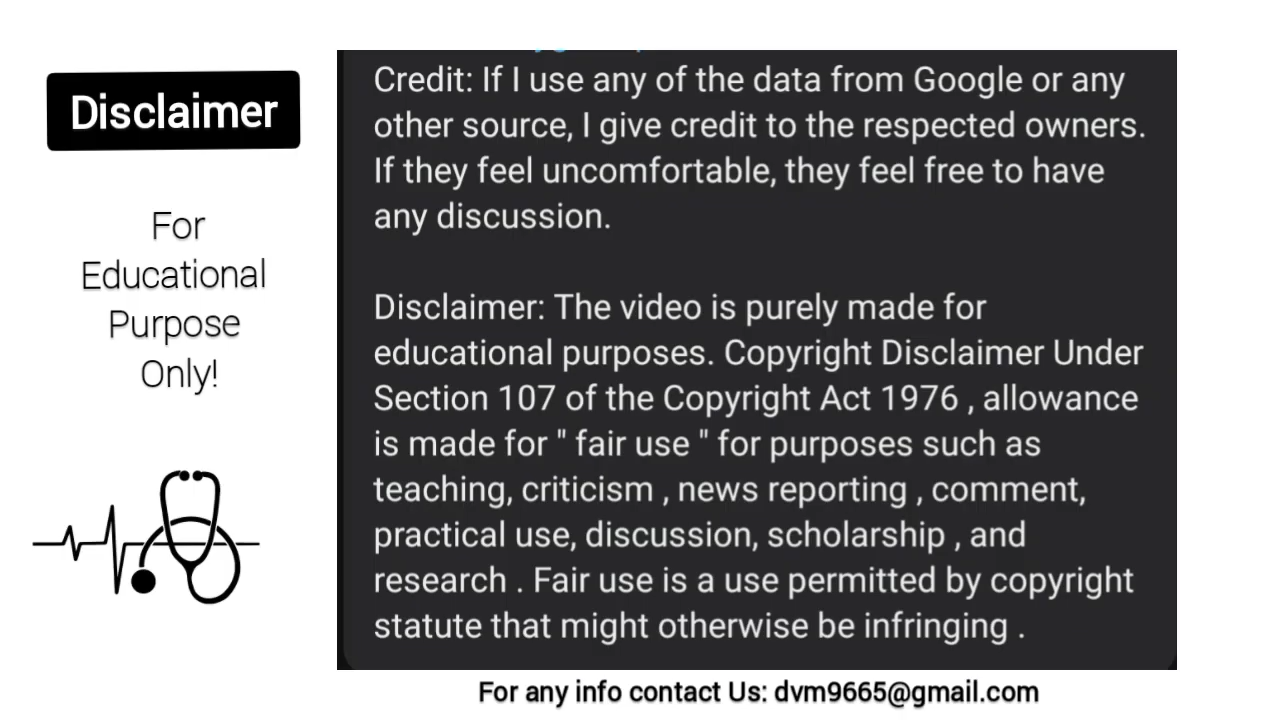 Disclaimer
For
Educational
Purpose
Only!
Credit: If I use any of the data from Google or any
other source, I give credit to the respected owners.
If they feel uncomfortable, they feel free to have
any discussion.
Disclaimer: The video is purely made for
educational purposes. Copyright Disclaimer Under
Section 107 of the Copyright Act 1976 , allowance
is made for " fair use " for purposes such as
teaching, criticism , news reporting , comment,
practical use, discussion, scholarship , and
research . Fair use is a use permitted by copyright
statute that might otherwise be infringing .
For any info contact Us: dvm9665@gmail.com